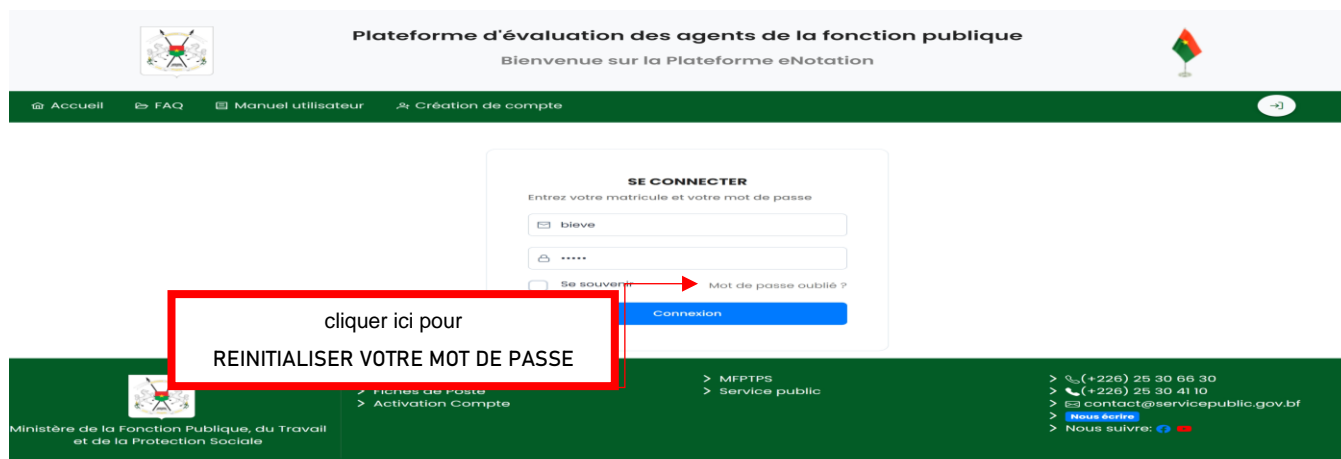 Plateforme d'évaluation des agents de la fonction publique
Bienvenue sur la Plateforme eNotation
Accueil FAQ Manuel utilisateur Création de compte
SE CONNECTER
Entrez votre matricule et votre mot de passe
bieve
•••••
Se souvenir Mot de passe oublié ?
Connexion
cliquer ici pour
REINITIALISER VOTRE MOT DE PASSE
> Fiches de Poste
> Activation Compte
> MFPTPS
> Service public
> (+226) 25 30 66 30
> (+226) 25 30 41 10
> contact@servicepublic.gov.bf
> Nous écrire
> Nous suivre:
Ministère de la Fonction Publique, du Travail
et de la Protection Sociale